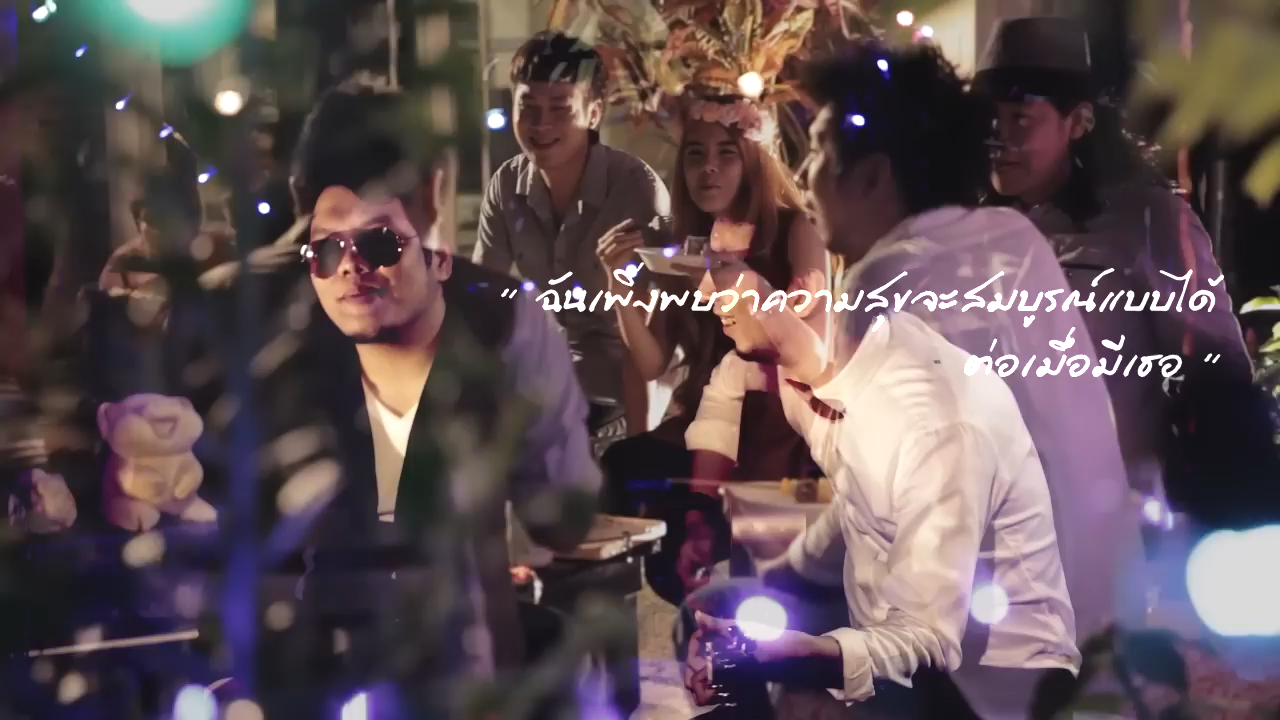 " ฉันเพิ่งพบว่าความสุขจะสมบูรณ์แบบได้
ต่อเมื่อมีเธอ "